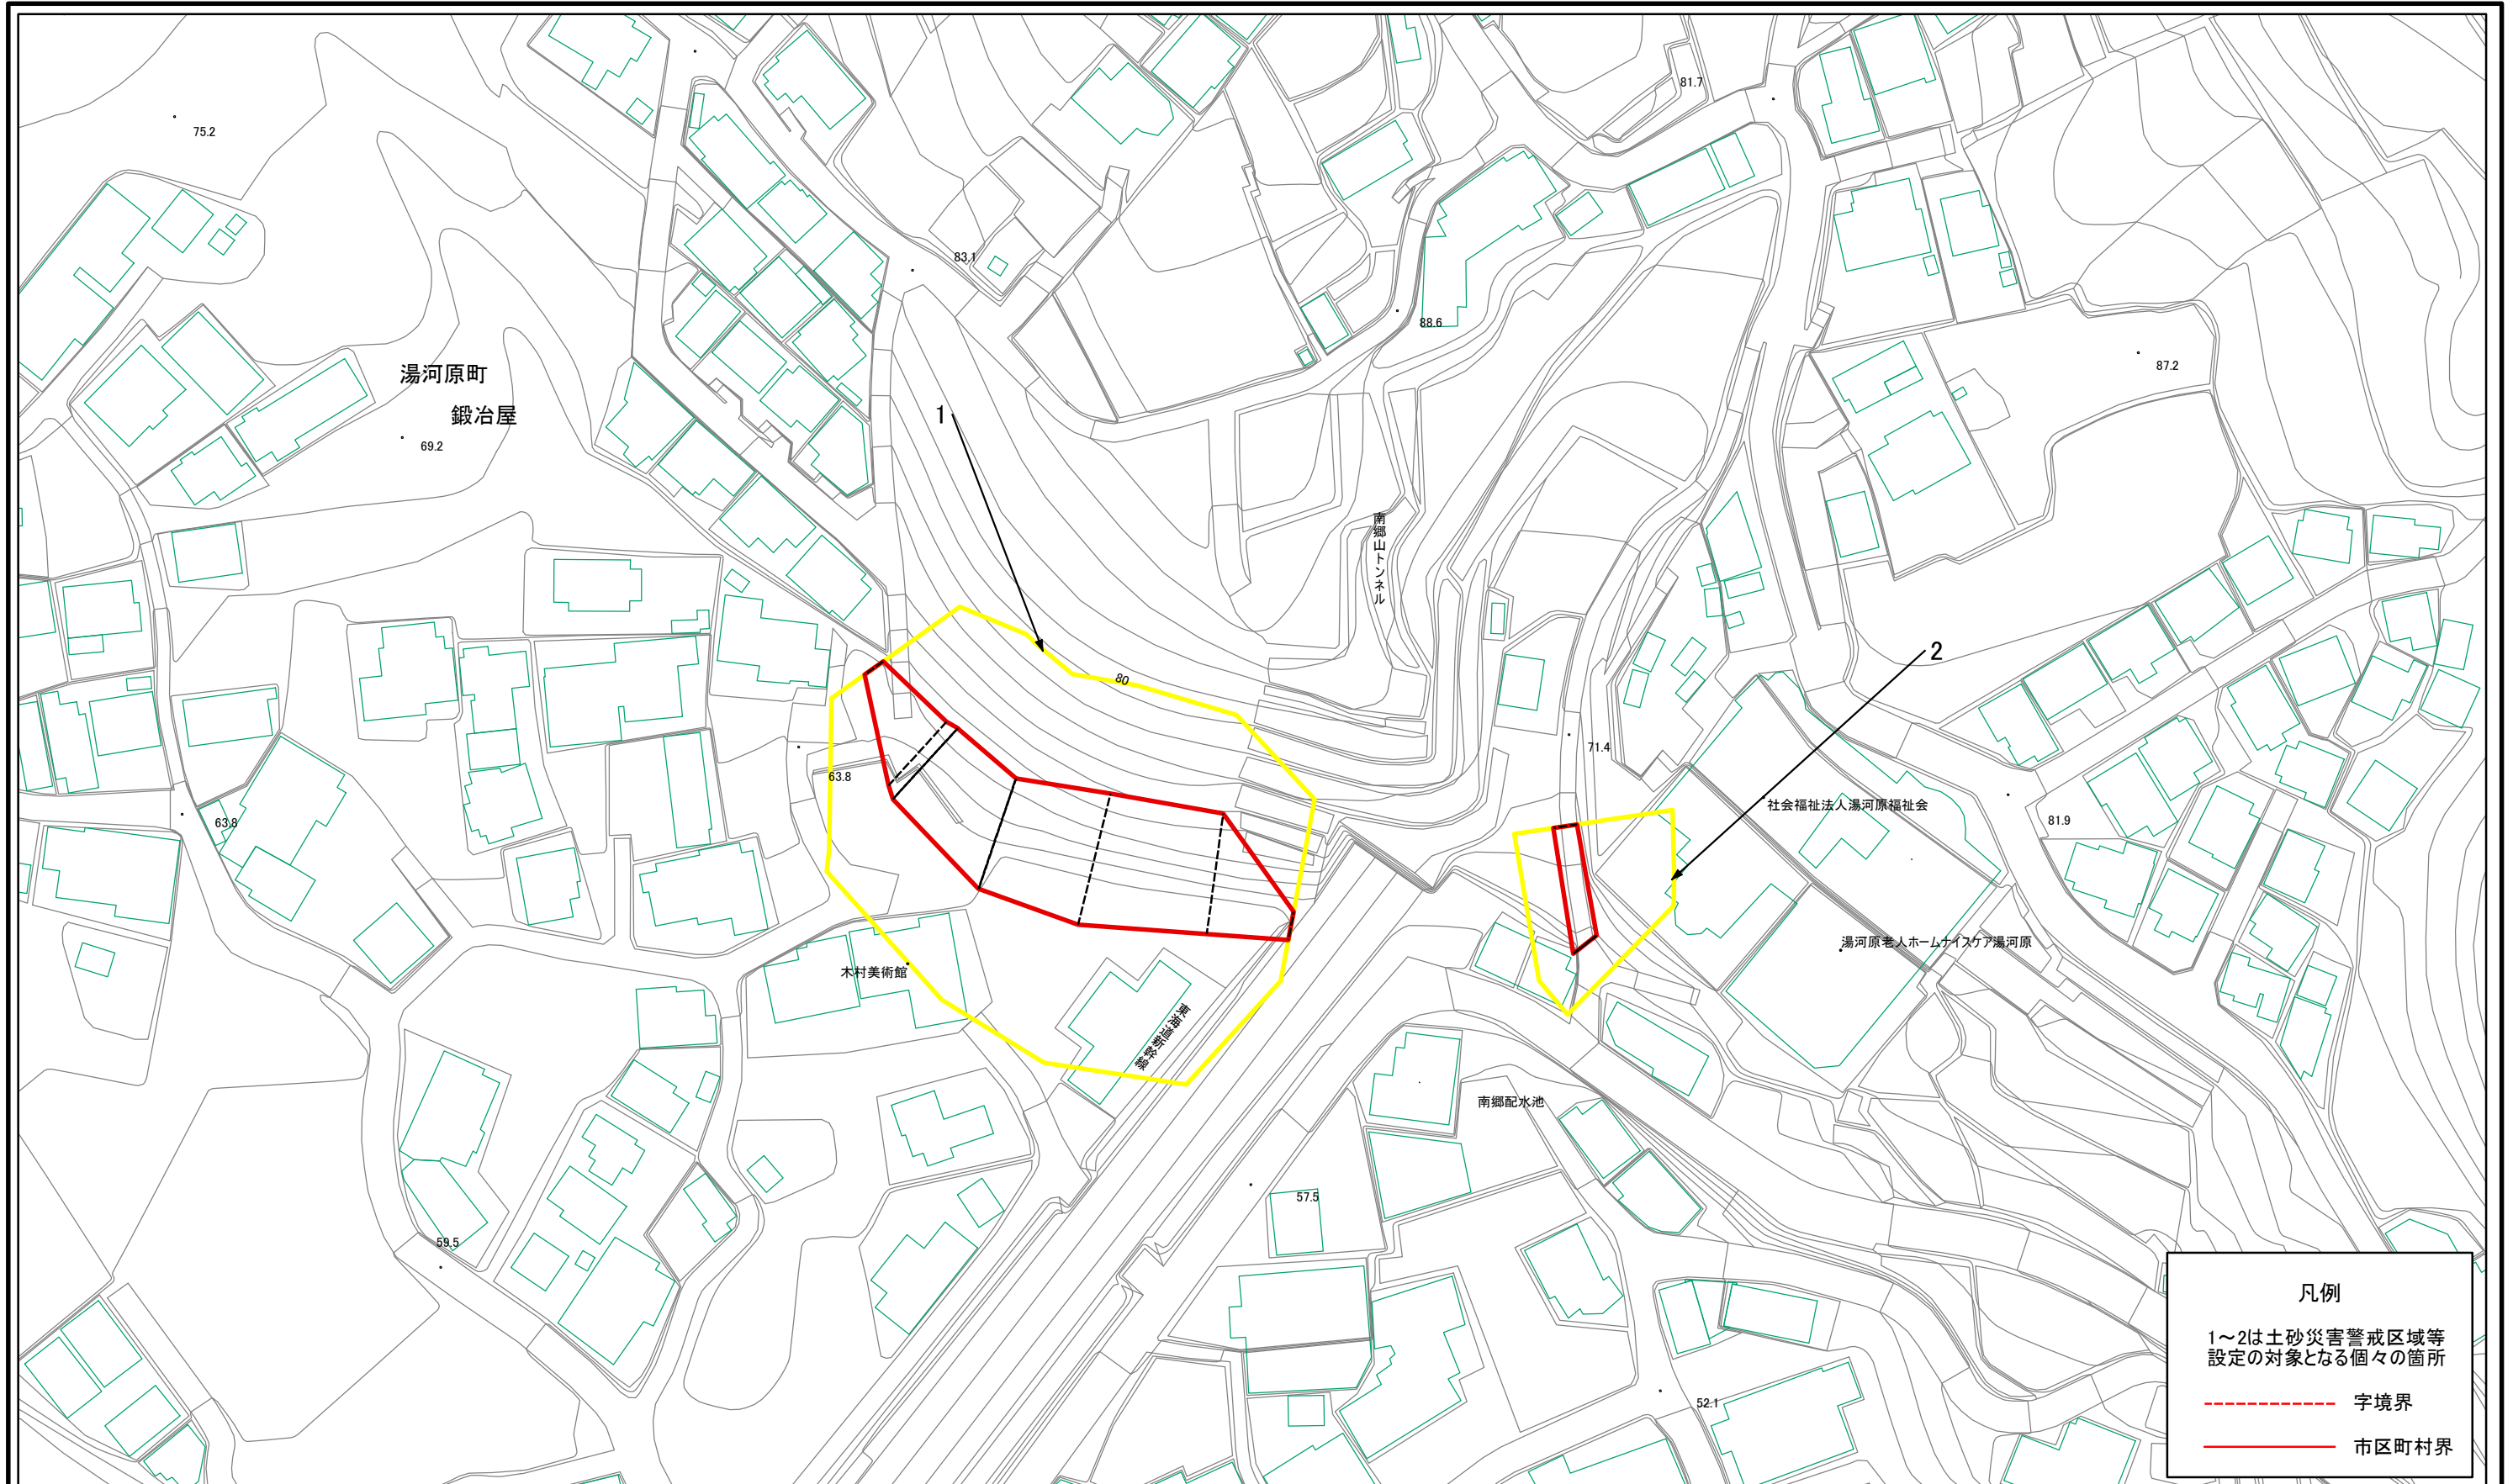 81.7
75.2
83.1
88.6
87.2
湯河原町
1
鍛冶屋
69.2
南郷山トンネル
2
80
71.4
63.8
社会福祉法人湯河原福祉会
63.8
81.9
湯河原老人ホームナイスケア湯河原
木村美術館
東海道新幹線
南郷配水池
57.5
59.5
52.1
凡例
1～2は土砂災害警戒区域等
設定の対象となる個々の箇所
字境界
市区町村界